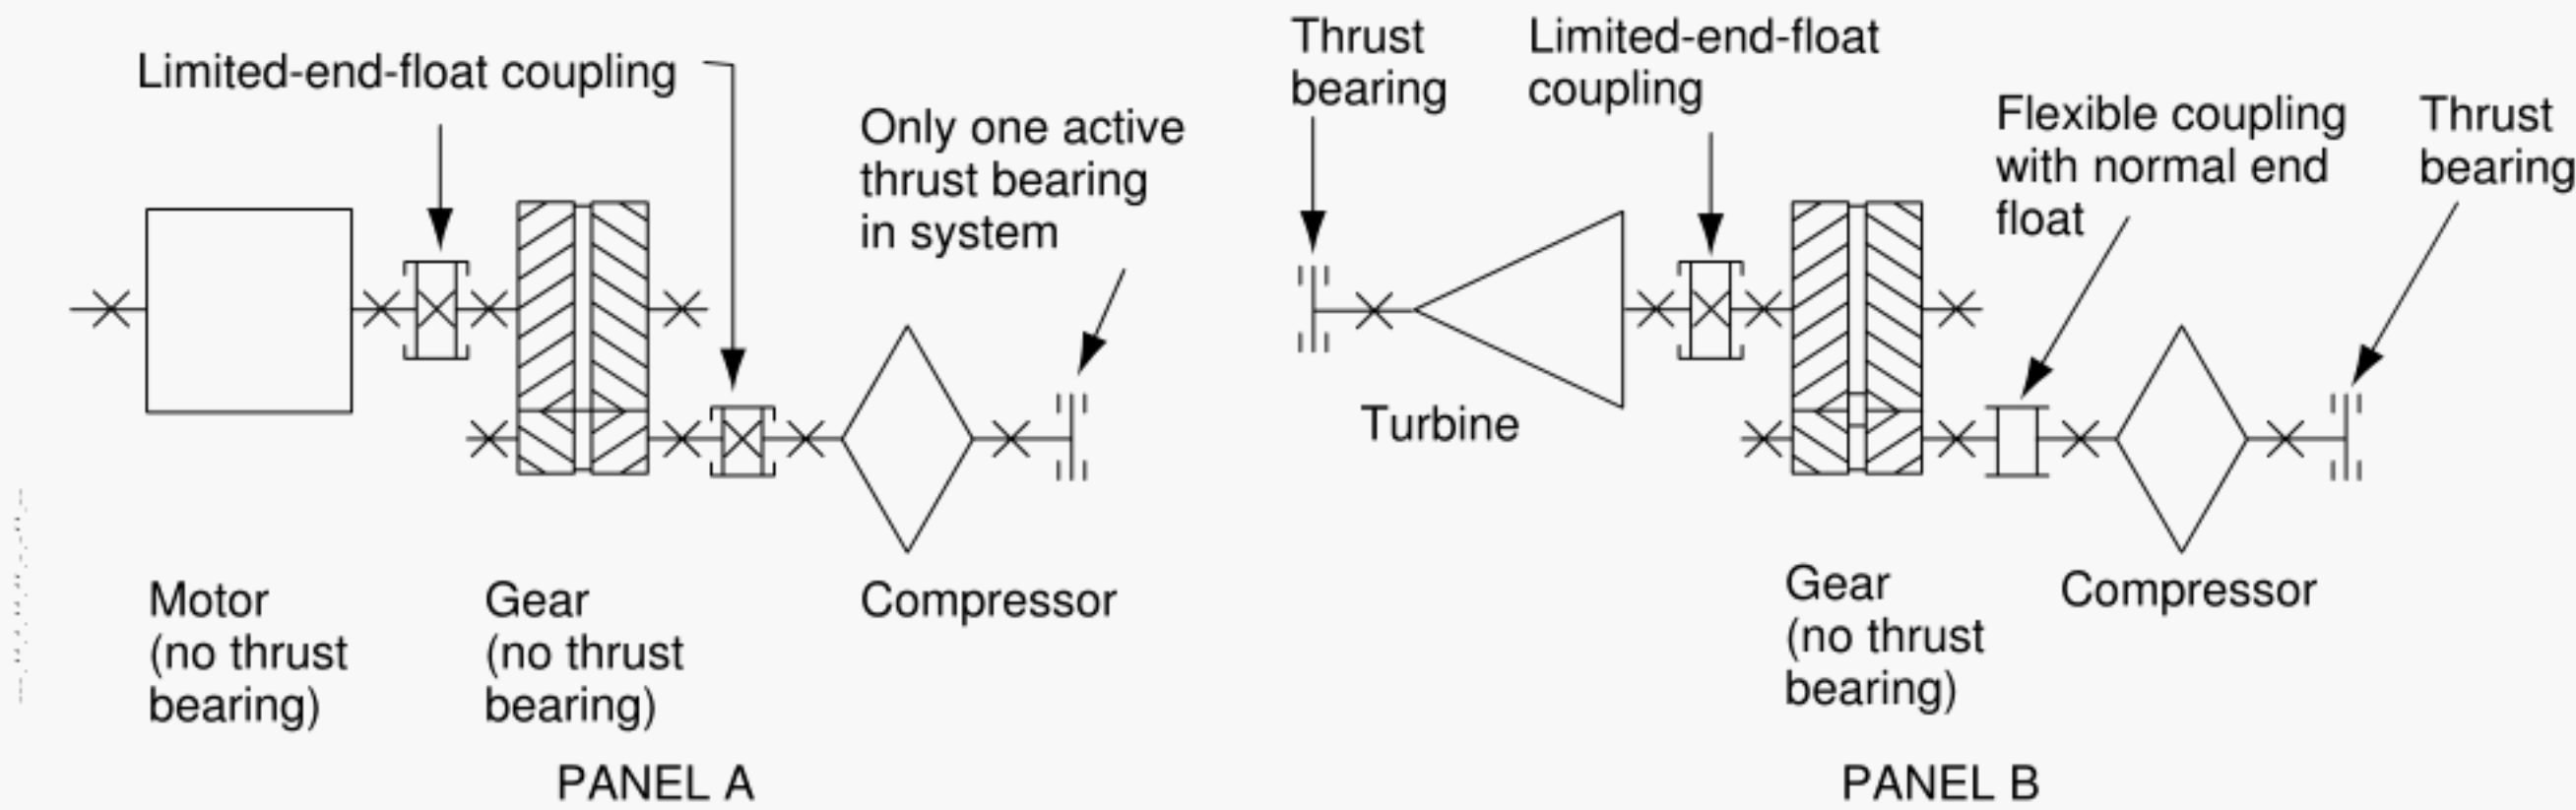 Limited-end-float coupling
Only one active
thrust bearing
in system
Motor
(no thrust
bearing)
Gear
(no thrust
bearing)
Compressor
PANEL A
Thrust
bearing
Limited-end-float
coupling
Flexible coupling
with normal end
float
Thrust
bearing
Turbine
Gear
(no thrust
bearing)
Compressor
PANEL B